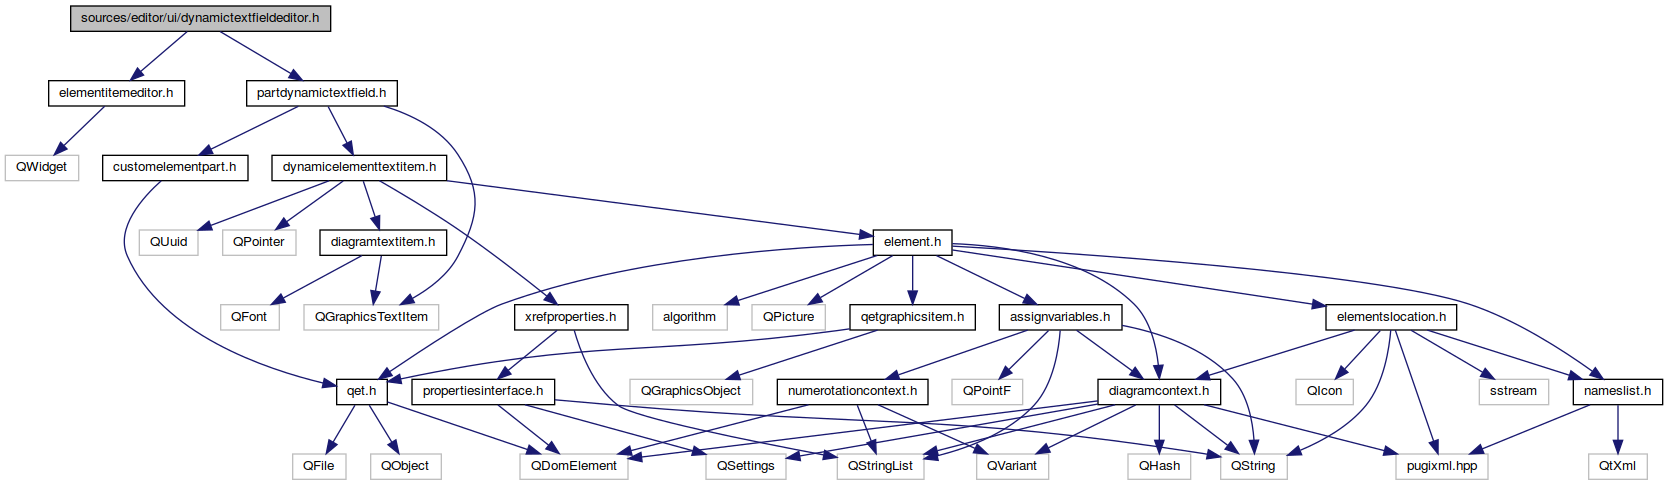 sources/editor/ui/dynamictextfieldeditor.h
elementitemeditor.h
partdynamictextfield.h
QWidget
customelementpart.h
dynamicelementtextitem.h
QUuid
QPointer
diagramtextitem.h
element.h
QFont
QGraphicsTextItem
xrefproperties.h
algorithm
QPicture
qetgraphicsitem.h
assignvariables.h
elementslocation.h
qet.h
propertiesinterface.h
QGraphicsObject
numerotationcontext.h
QPointF
diagramcontext.h
QIcon
sstream
nameslist.h
QFile
QObject
QDomElement
QSettings
QStringList
QVariant
QHash
QString
pugixml.hpp
QtXml